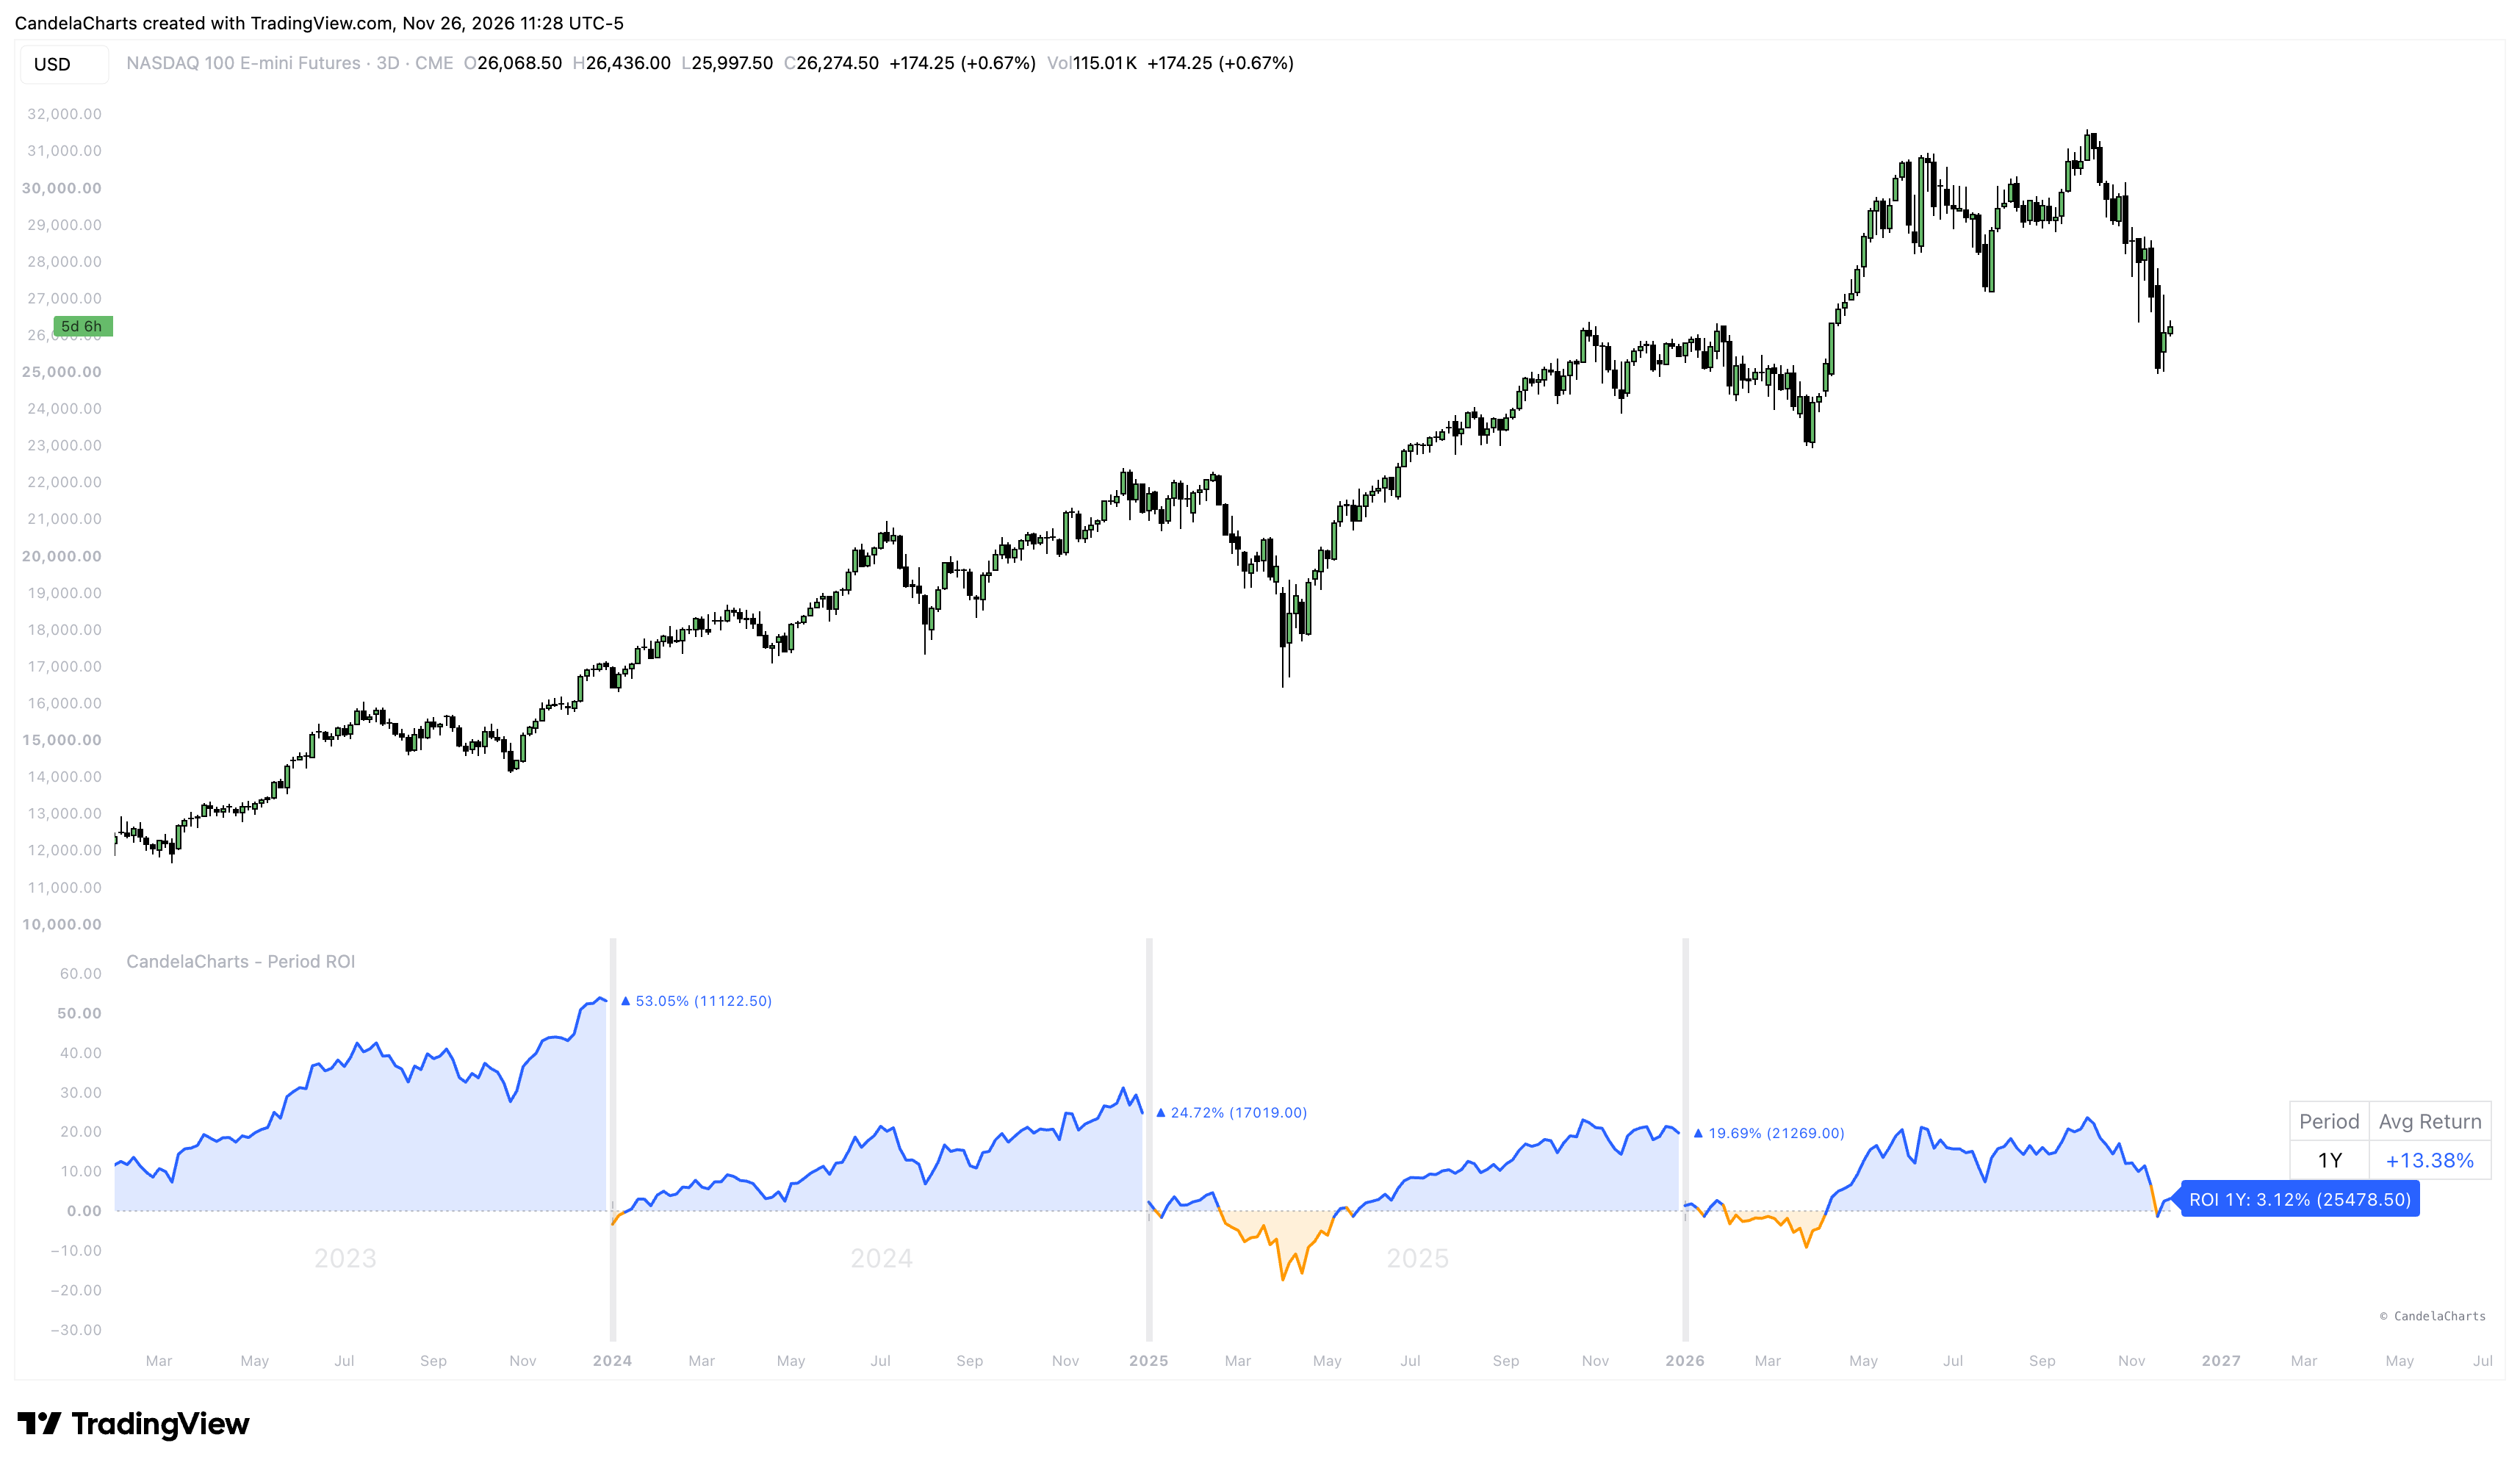 CandelaCharts created with TradingView.com, Nov 26, 2026 11:28 UTC-5
USD
NASDAQ 100 E-mini Futures · 3D · CME O26,068.50 H26,436.00 L25,997.50 C26,274.50 +174.25 (+0.67%) Vol115.01K +174.25 (+0.67%)
32,000.00
31,000.00
30,000.00
29,000.00
28,000.00
27,000.00
5d 6h
25,000.00
24,000.00
23,000.00
22,000.00
21,000.00
20,000.00
19,000.00
18,000.00
17,000.00
16,000.00
15,000.00
14,000.00
13,000.00
12,000.00
11,000.00
10,000.00
CandelaCharts - Period ROI
60.00
50.00
40.00
30.00
20.00
10.00
0.00
−10.00
−20.00
−30.00
▲ 53.05% (11122.50)
▲ 24.72% (17019.00)
▲ 19.69% (21269.00)
Period Avg Return
1Y +13.38%
ROI 1Y: 3.12% (25478.50)
2023 2024 2025
© CandelaCharts
Mar May Jul Sep Nov 2024 Mar May Jul Sep Nov 2025 Mar May Jul Sep Nov 2026 Mar May Jul Sep Nov 2027 Mar May Jul
TradingView